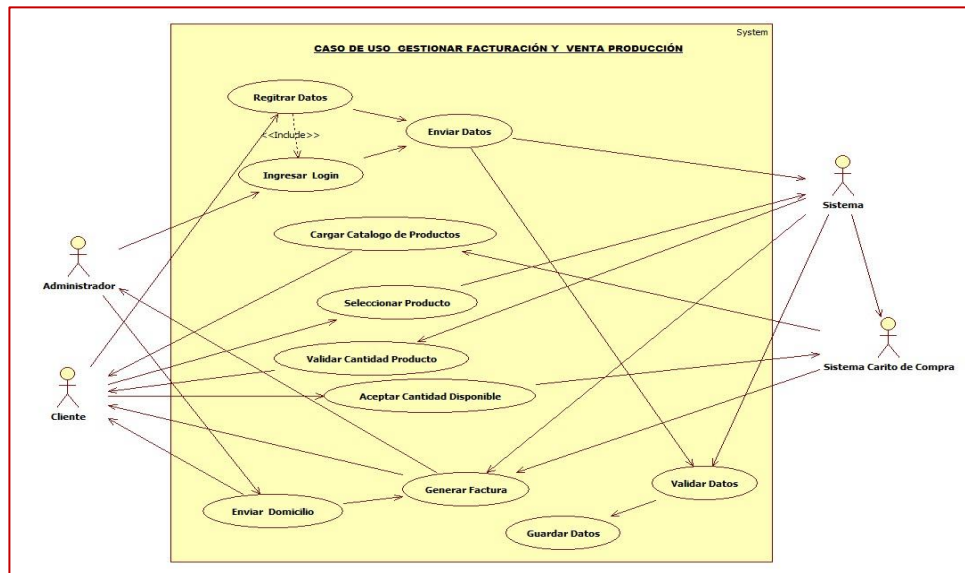 System
CASO DE USO GESTIONAR FACTURACIÓN Y VENTA PRODUCCIÓN
Regitrar Datos
<<Include>>
Enviar Datos
Ingresar Login
Sistema
Cargar Catalogo de Productos
Administrador
Seleccionar Producto
Validar Cantidad Producto
Sistema Carito de Compra
Aceptar Cantidad Disponible
Cliente
Generar Factura
Validar Datos
Enviar Domicilio
Guardar Datos